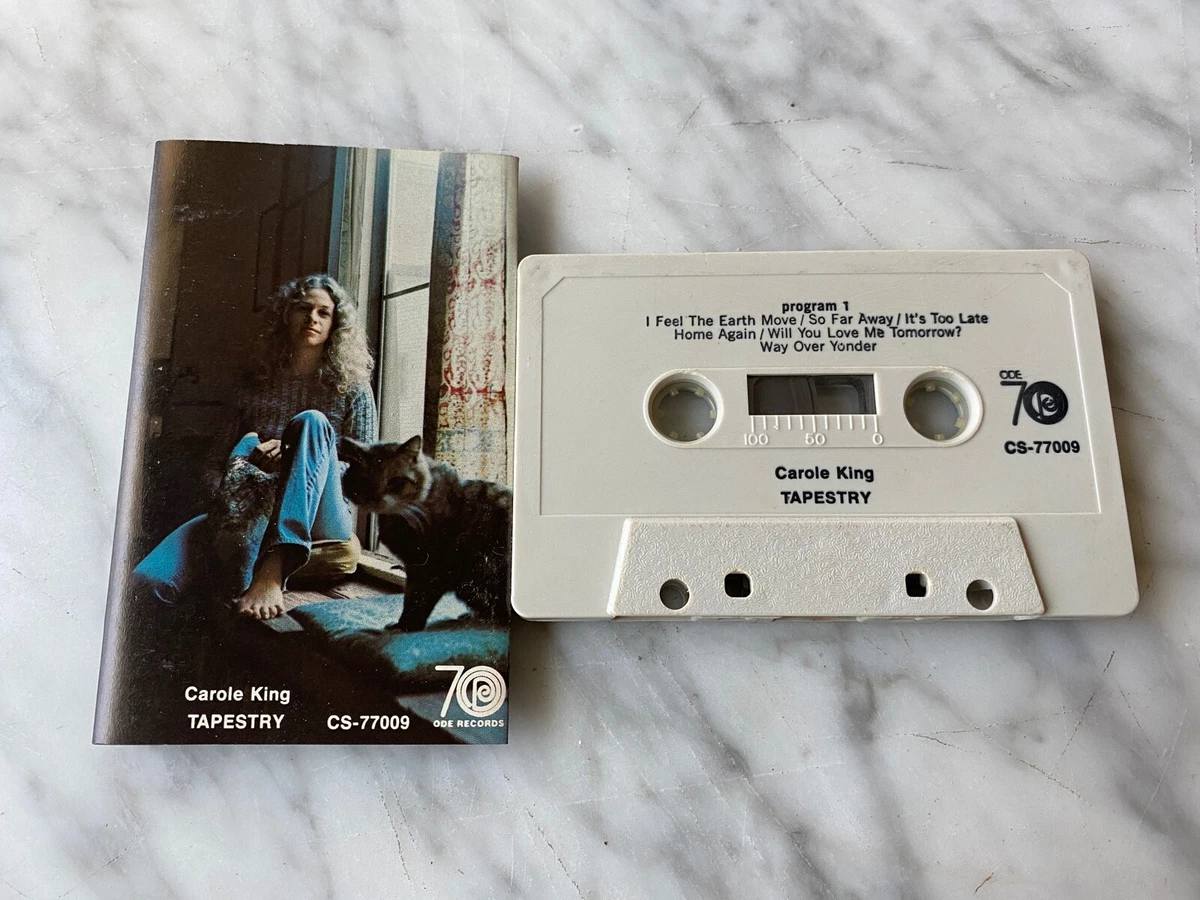 Carole King
TAPESTRY CS-77009
70
ODE RECORDS
program 1
I Feel The Earth Move / So Far Away / It's Too Late
Home Again / Will You Love Me Tomorrow?
Way Over Yonder
ODE
70
CS-77009
100 50 0
Carole King
TAPESTRY